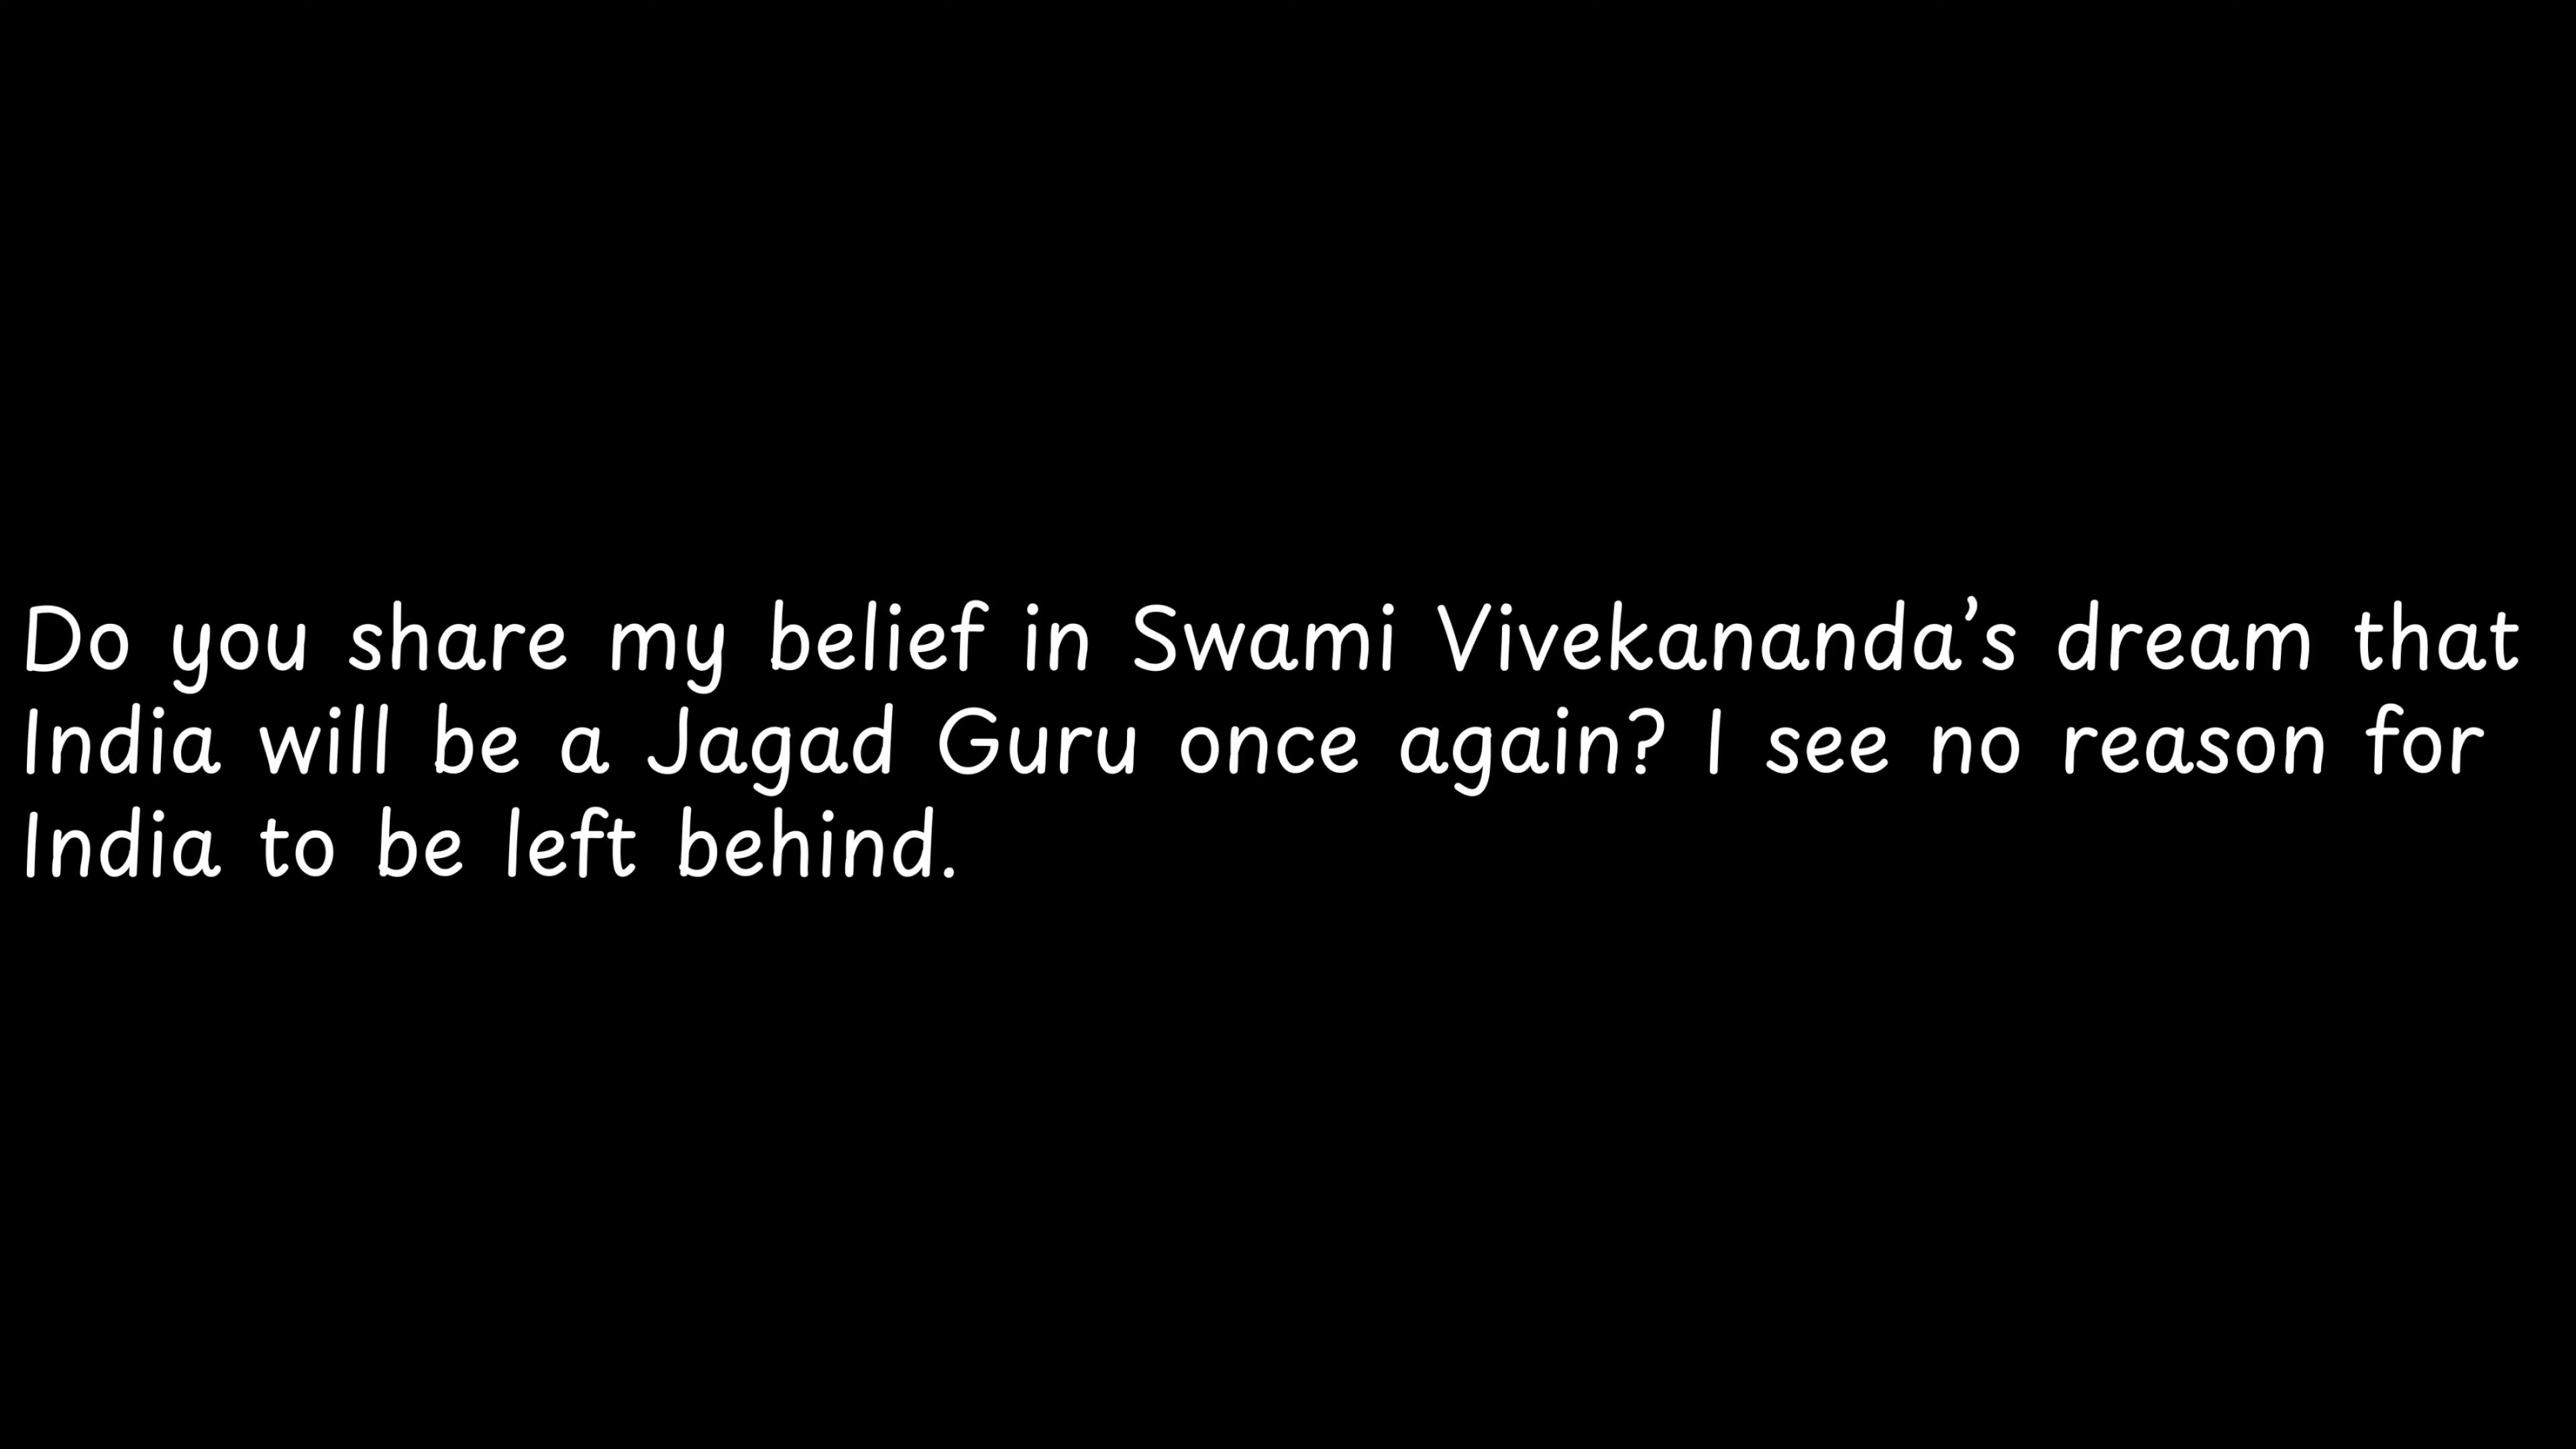 Do you share my belief in Swami Vivekananda’s dream that
India will be a Jagad Guru once again? I see no reason for
India to be left behind.